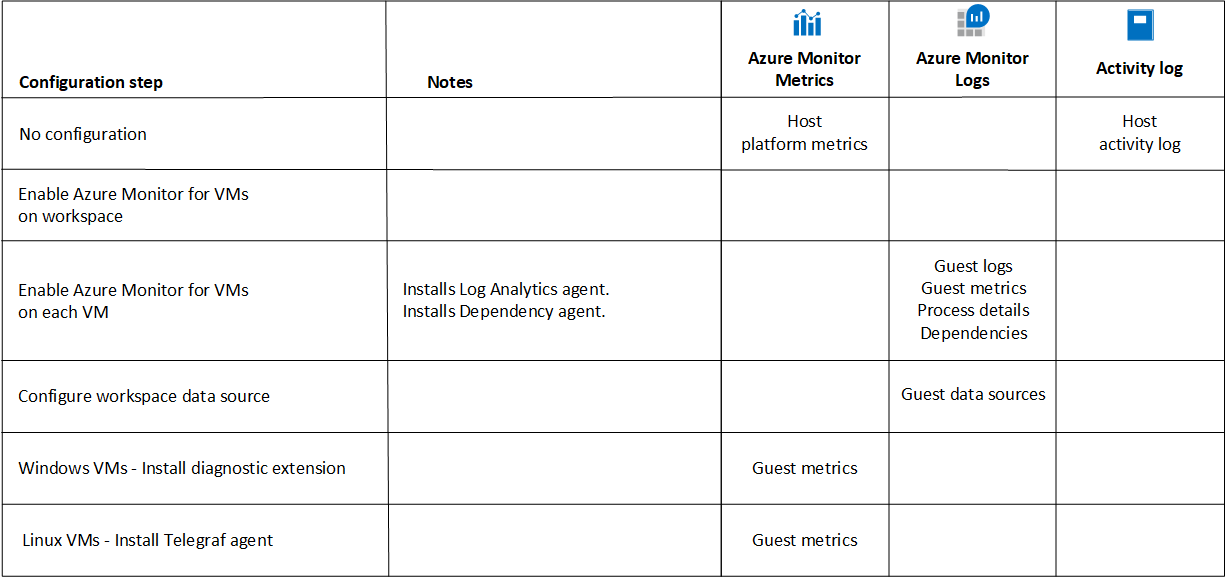 Configuration step
Notes
Azure Monitor
Metrics
Azure Monitor
Logs
Activity log
No configuration
Host
platform metrics
Host
activity log
Enable Azure Monitor for VMs
on workspace
Enable Azure Monitor for VMs
on each VM
Installs Log Analytics agent.
Installs Dependency agent.
Guest logs
Guest metrics
Process details
Dependencies
Configure workspace data source
Guest data sources
Windows VMs - Install diagnostic extension
Guest metrics
Linux VMs - Install Telegraf agent
Guest metrics